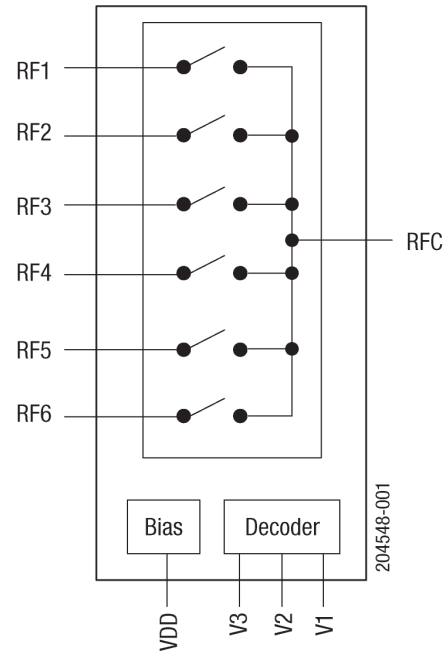 RF1
RF2
RF3
RFC
RF4
RF5
RF6
Bias
Decoder
204548-001
VDD
V3
V2
V1